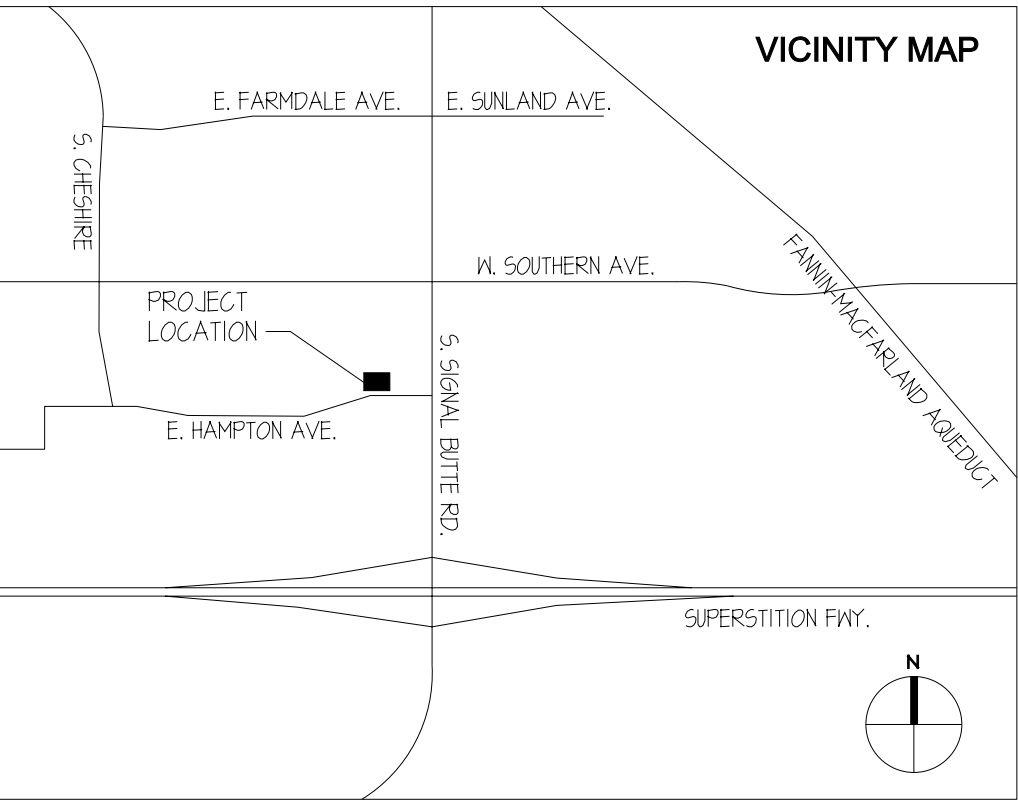 VICINITY MAP
E. FARMDALE AVE.
E. SUNLAND AVE.
S. CHESHIRE
W. SOUTHERN AVE.
FANNIN-MACFARLAND AQUEDUCT
PROJECT
LOCATION
S. SIGNAL BUTTE RD.
E. HAMPTON AVE.
SUPERSTITION FWY.
N